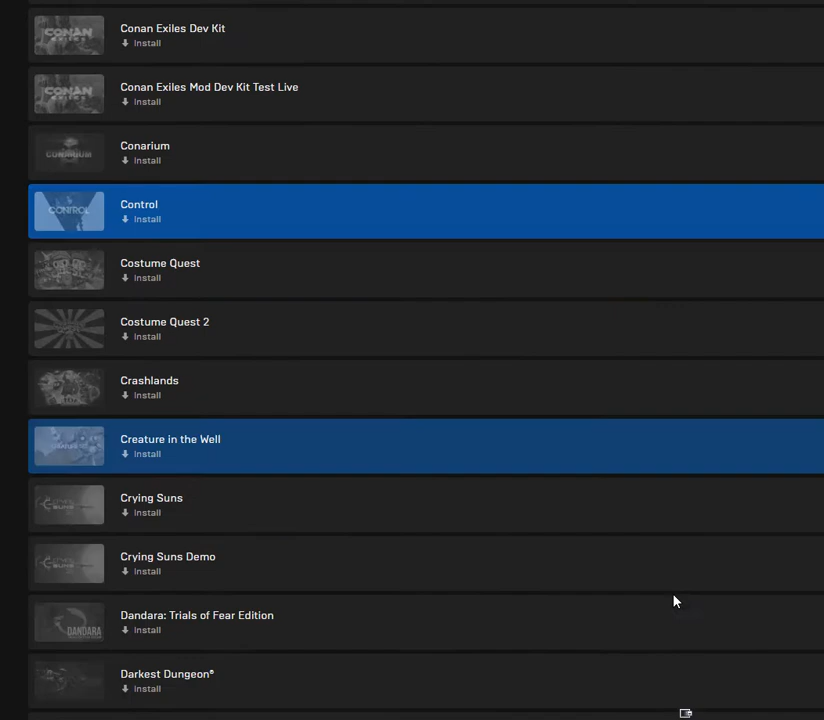 Conan Exiles Dev Kit
Install
Conan Exiles Mod Dev Kit Test Live
Install
Conarium
Install
CONTROL
Control
Install
Costume Quest
Install
Costume Quest 2
Install
Crashlands
Install
Creature in the Well
Install
Crying Suns
Install
Crying Suns Demo
Install
DANDARA
Dandara: Trials of Fear Edition
Install
Darkest Dungeon®
Install